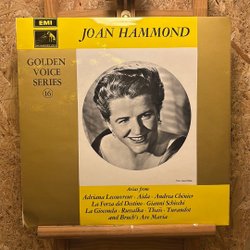 EMI
JOAN HAMMOND
GOLDEN
VOICE
SERIES
16
Arias from
Adriana Lecouvreur · Aida · Andrea Chénier
La Forza del Destino · Gianni Schicchi
La Gioconda · Rusalka · Thaïs · Turandot
and Bruch's Ave Maria